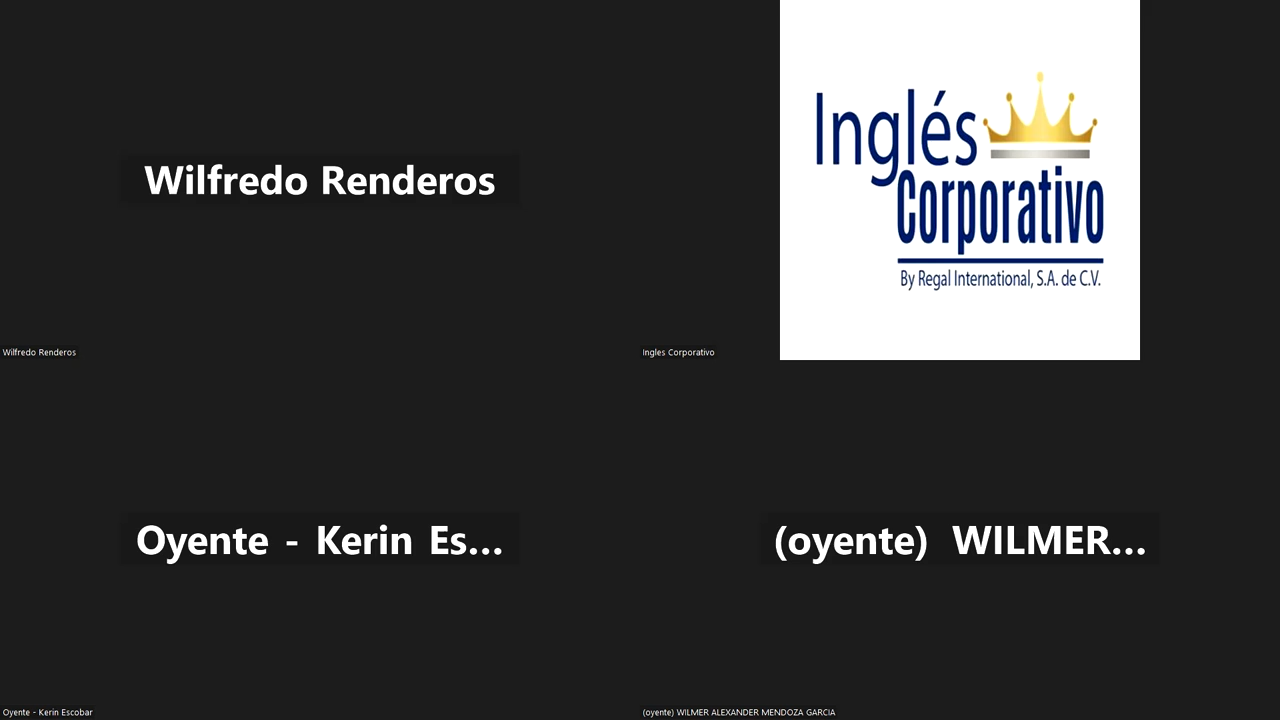 Wilfredo Renderos
Wilfredo Renderos
Inglés
Corporativo
By Regal International, S.A. de C.V.
Ingles Corporativo
Oyente - Kerin Es...
Oyente - Kerin Escobar
(oyente) WILMER...
(oyente) WILMER ALEXANDER MENDOZA GARCIA